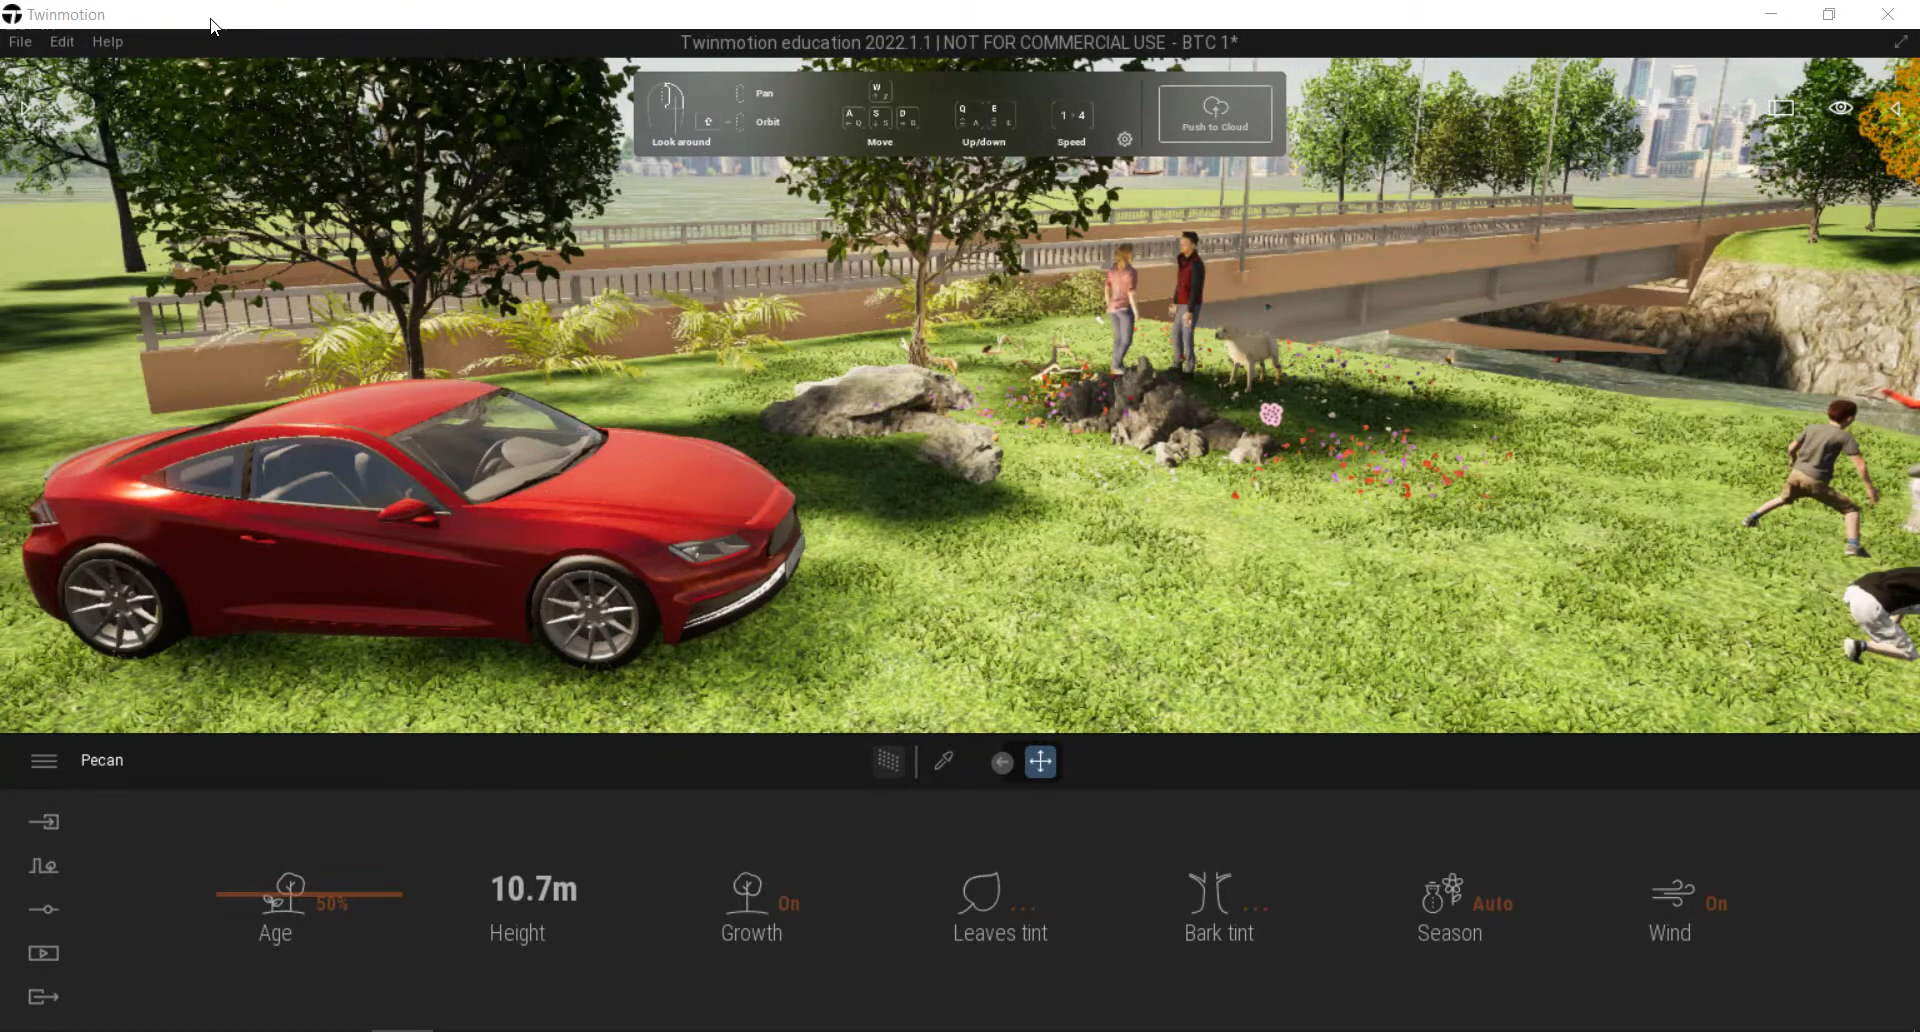 Twinmotion
File Edit Help
Twinmotion education 2022.1.1 | NOT FOR COMMERCIAL USE - BTC 1*
Pan
Orbit
Look around
W
Z
A S D
Q S D
Move
Q E
A E
Up/down
1 4
Speed
Push to Cloud
Pecan
50%
Age
10.7m
Height
On
Growth
...
Leaves tint
...
Bark tint
Auto
Season
On
Wind